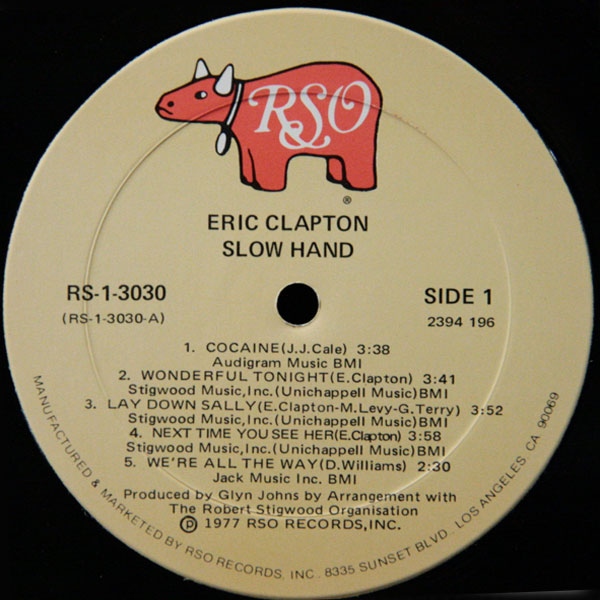 RSO
®
ERIC CLAPTON
SLOW HAND
RS-1-3030
(RS-1-3030-A)
SIDE 1
2394 196
1. COCAINE(J.J.Cale) 3:38
Audigram Music BMI
2. WONDERFUL TONIGHT(E.Clapton) 3:41
Stigwood Music,Inc.(Unichappell Music)BMI
3. LAY DOWN SALLY(E.Clapton-M.Levy-G.Terry) 3:52
Stigwood Music,Inc.(Unichappell Music)BMI
4. NEXT TIME YOU SEE HER(E.Clapton) 3:58
Stigwood Music,Inc.(Unichappell Music)BMI
5. WE'RE ALL THE WAY(D.Williams) 2:30
Jack Music Inc. BMI
Produced by Glyn Johns by Arrangement with
The Robert Stigwood Organisation
℗ 1977 RSO RECORDS,INC.
MANUFACTURED & MARKETED BY RSO RECORDS, INC.. 8335 SUNSET BLVD., LOS ANGELES, CA 90069